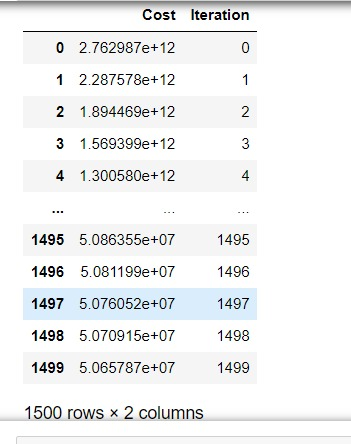 Cost Iteration
0 2.762987e+12 0
1 2.287578e+12 1
2 1.894469e+12 2
3 1.569399e+12 3
4 1.300580e+12 4
... ... ...
1495 5.086355e+07 1495
1496 5.081199e+07 1496
1497 5.076052e+07 1497
1498 5.070915e+07 1498
1499 5.065787e+07 1499
1500 rows × 2 columns